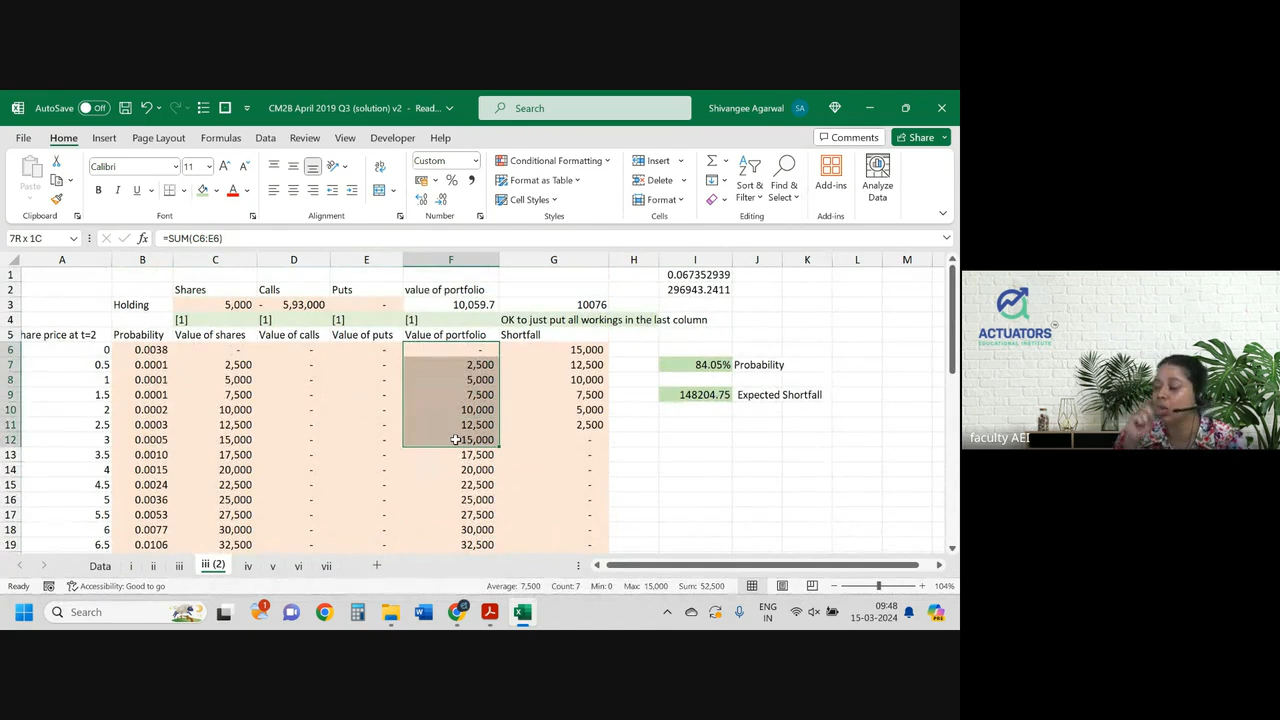 AutoSave Off CM2B April 2019 Q3 (solution) v2 - Read... Search Shivangee Agarwal SA
File Home Insert Page Layout Formulas Data Review View Developer Help Comments Share
Calibri 11 Custom Conditional Formatting Insert
Paste Format as Table Delete Sort & Find & Add-ins Analyze
B I U Cell Styles Format Filter Select Data
Clipboard Font Alignment Number Styles Cells Editing Add-ins
7R x 1C fx =SUM(C6:E6)
A B C D E F G H I J K L M
1 0.067352939
2 Shares Calls Puts value of portfolio 296943.2411
3 Holding 5,000 - 5,93,000 - 10,059.7 10076
4 [1] [1] [1] [1] OK to just put all workings in the last column
5 hare price at t=2 Probability Value of shares Value of calls Value of puts Value of portfolio Shortfall
6 0 0.0038 - - - - 15,000
7 0.5 0.0001 2,500 - - 2,500 12,500 84.05% Probability
8 1 0.0001 5,000 - - 5,000 10,000
9 1.5 0.0001 7,500 - - 7,500 7,500 148204.75 Expected Shortfall
10 2 0.0002 10,000 - - 10,000 5,000
11 2.5 0.0003 12,500 - - 12,500 2,500
12 3 0.0005 15,000 - - 15,000 -
13 3.5 0.0010 17,500 - - 17,500 -
14 4 0.0015 20,000 - - 20,000 -
15 4.5 0.0024 22,500 - - 22,500 -
16 5 0.0036 25,000 - - 25,000 -
17 5.5 0.0053 27,500 - - 27,500 -
18 6 0.0077 30,000 - - 30,000 -
19 6.5 0.0106 32,500 - - 32,500 -
Data i ii iii iii (2) iv v vi vii
Ready Accessibility: Good to go Average: 7,500 Count: 7 Min: 0 Max: 15,000 Sum: 52,500 104%
Search 1 ENG IN 09:48 15-03-2024
ACTUATORS
EDUCATIONAL INSTITUTE
faculty AEI